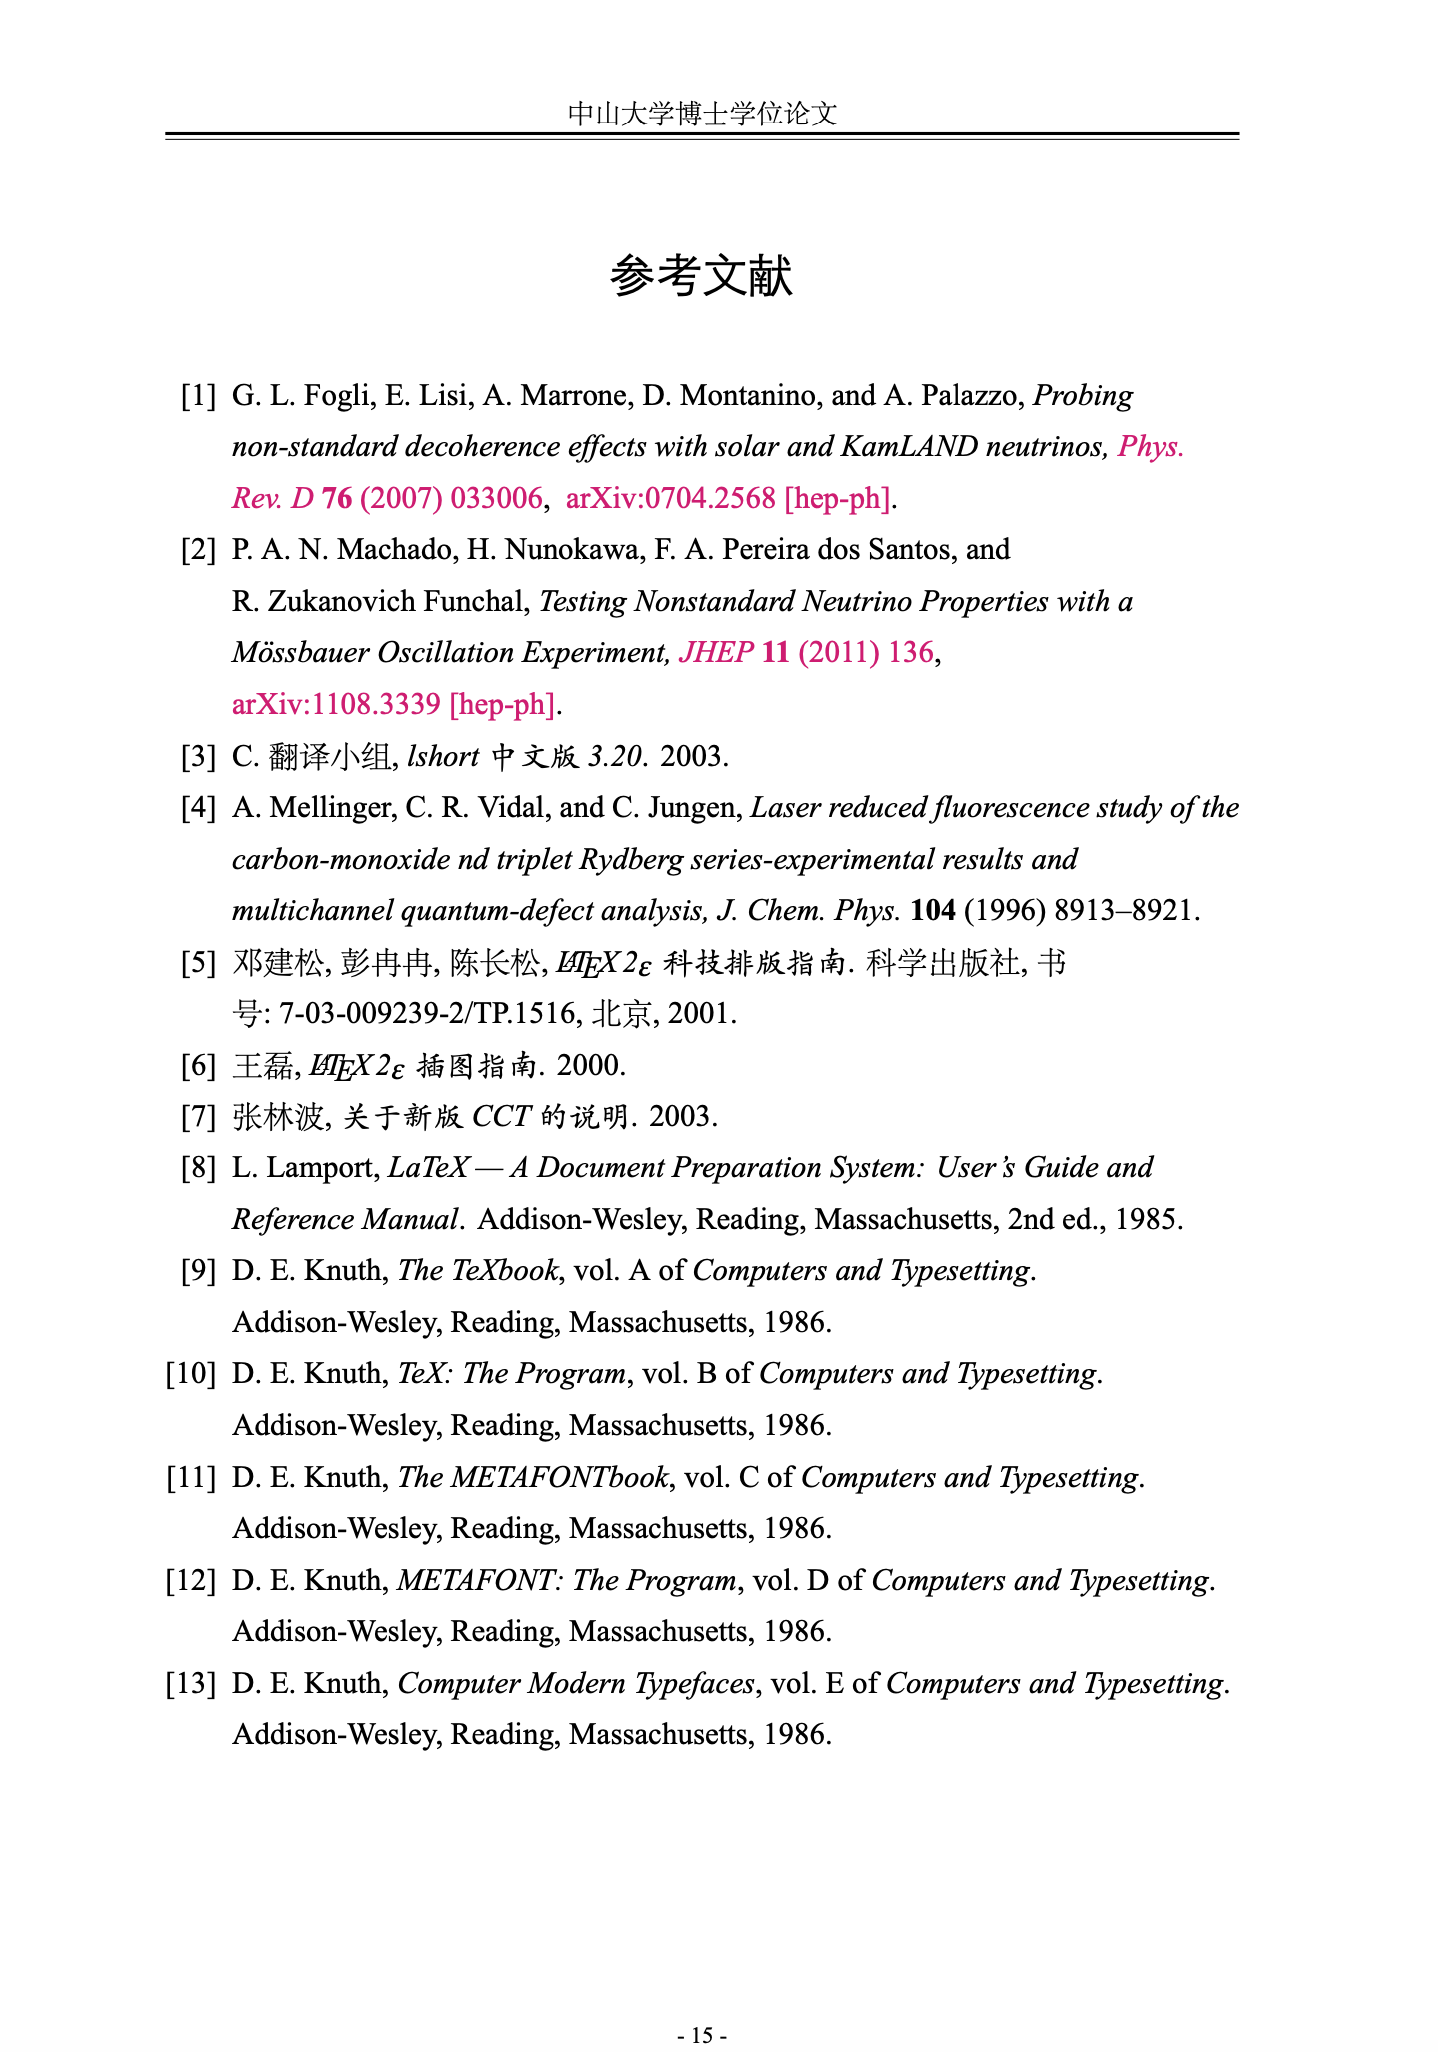 中山大学博士学位论文
参考文献
[1] G. L. Fogli, E. Lisi, A. Marrone, D. Montanino, and A. Palazzo, Probing
non-standard decoherence effects with solar and KamLAND neutrinos, Phys.
Rev. D 76 (2007) 033006, arXiv:0704.2568 [hep-ph].
[2] P. A. N. Machado, H. Nunokawa, F. A. Pereira dos Santos, and
R. Zukanovich Funchal, Testing Nonstandard Neutrino Properties with a
Mössbauer Oscillation Experiment, JHEP 11 (2011) 136,
arXiv:1108.3339 [hep-ph].
[3] C. 翻译小组, lshort 中文版 3.20. 2003.
[4] A. Mellinger, C. R. Vidal, and C. Jungen, Laser reduced fluorescence study of the
carbon-monoxide nd triplet Rydberg series-experimental results and
multichannel quantum-defect analysis, J. Chem. Phys. 104 (1996) 8913–8921.
[5] 邓建松, 彭冉冉, 陈长松, LATEX 2ε 科技排版指南. 科学出版社, 书
号: 7-03-009239-2/TP.1516, 北京, 2001.
[6] 王磊, LATEX 2ε 插图指南. 2000.
[7] 张林波, 关于新版 CCT 的说明. 2003.
[8] L. Lamport, LaTeX — A Document Preparation System: User's Guide and
Reference Manual. Addison-Wesley, Reading, Massachusetts, 2nd ed., 1985.
[9] D. E. Knuth, The TeXbook, vol. A of Computers and Typesetting.
Addison-Wesley, Reading, Massachusetts, 1986.
[10] D. E. Knuth, TeX: The Program, vol. B of Computers and Typesetting.
Addison-Wesley, Reading, Massachusetts, 1986.
[11] D. E. Knuth, The METAFONTbook, vol. C of Computers and Typesetting.
Addison-Wesley, Reading, Massachusetts, 1986.
[12] D. E. Knuth, METAFONT: The Program, vol. D of Computers and Typesetting.
Addison-Wesley, Reading, Massachusetts, 1986.
[13] D. E. Knuth, Computer Modern Typefaces, vol. E of Computers and Typesetting.
Addison-Wesley, Reading, Massachusetts, 1986.
- 15 -